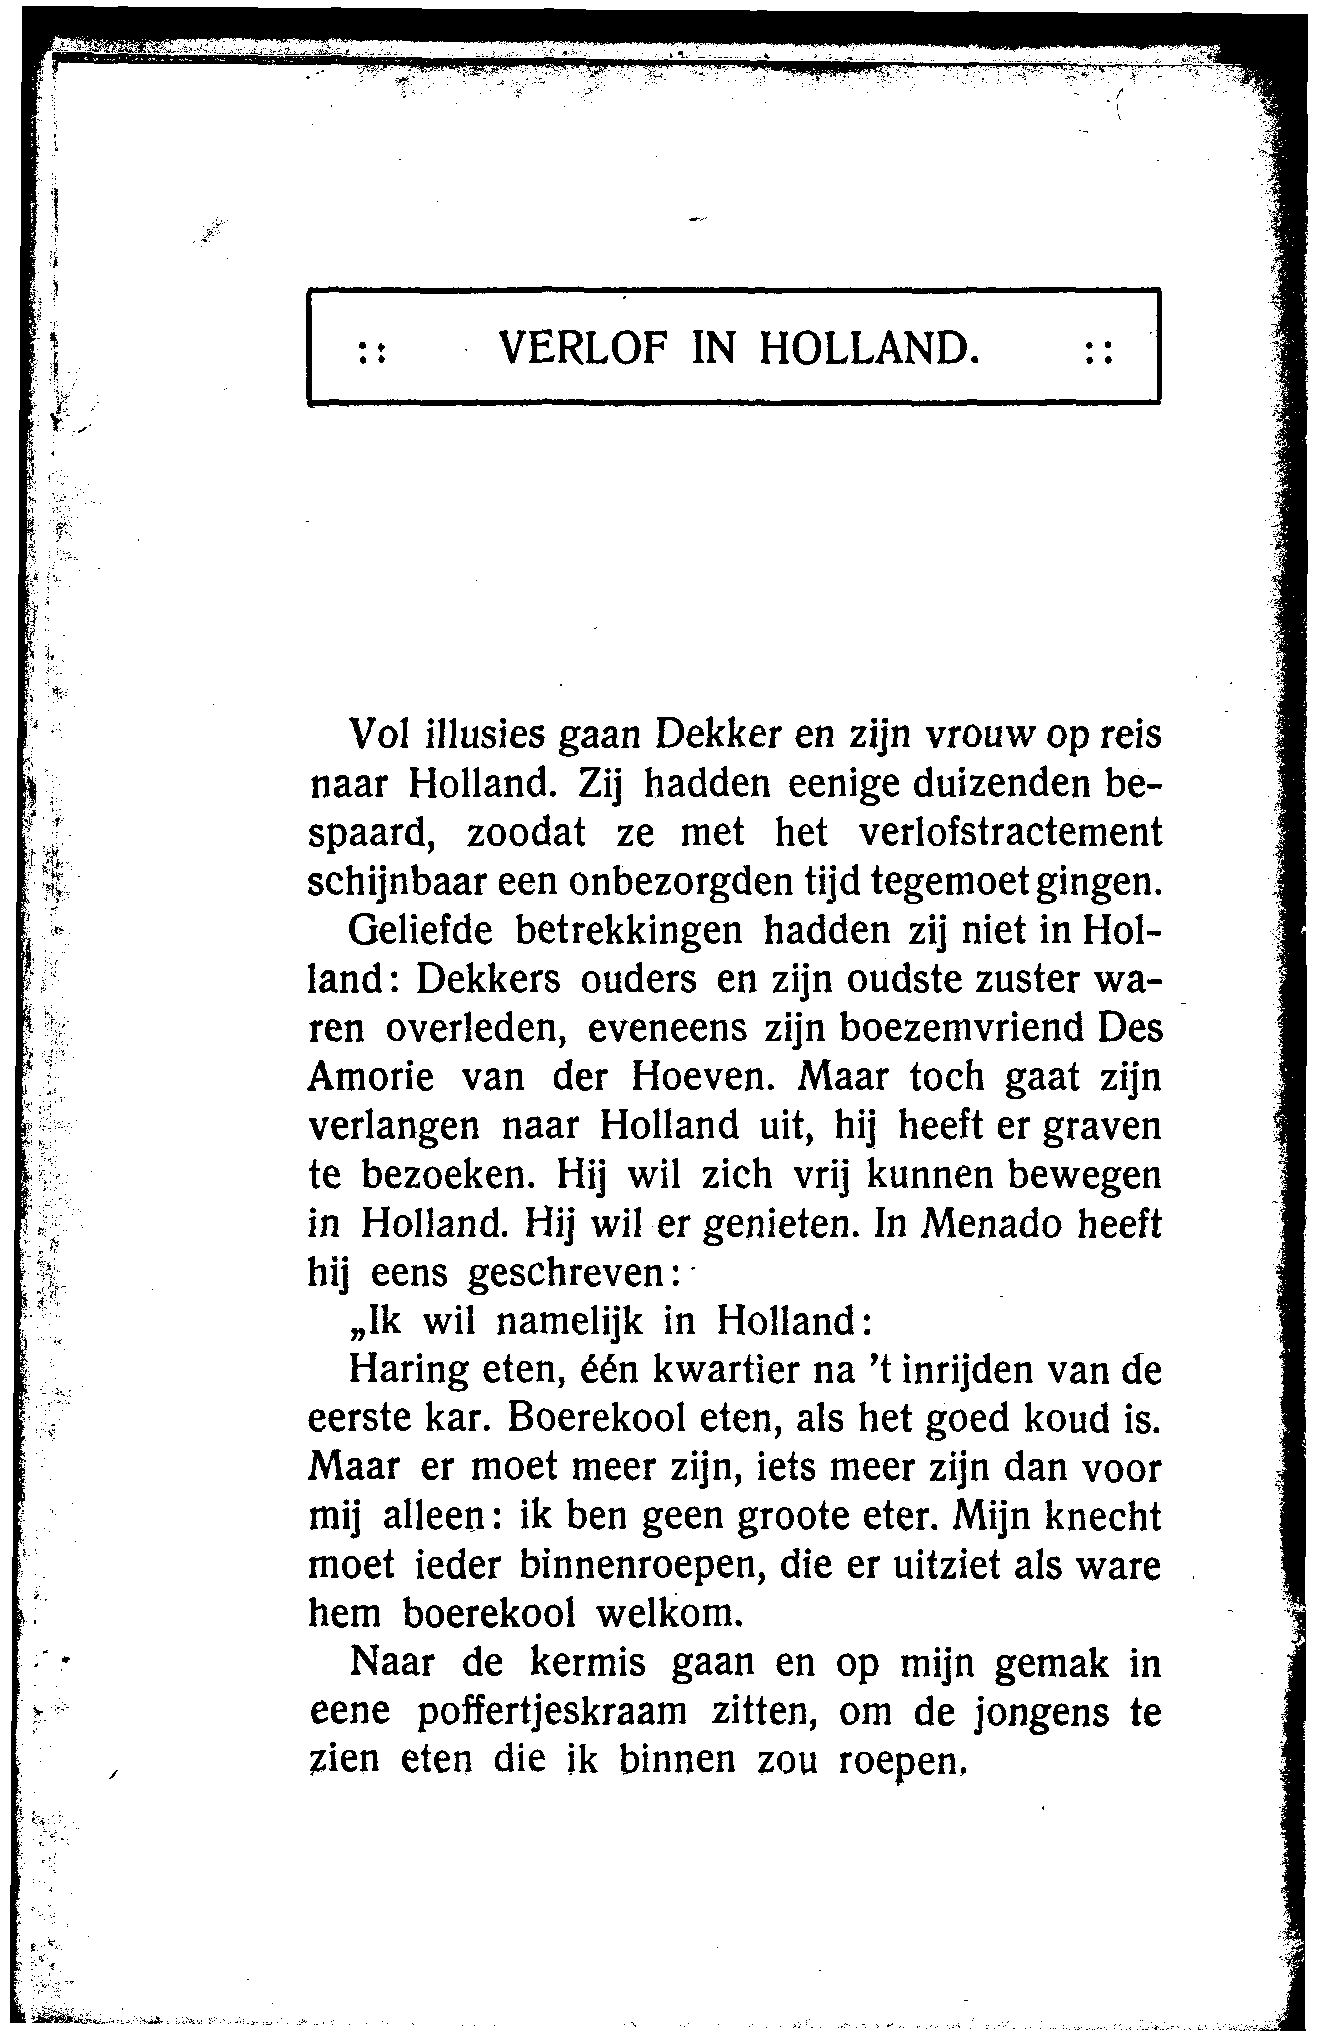 :: VERLOF IN HOLLAND. ::
Vol illusies gaan Dekker en zijn vrouw op reis
naar Holland. Zij hadden eenige duizenden be-
spaard, zoodat ze met het verlofstractement
schijnbaar een onbezorgden tijd tegemoet gingen.
Geliefde betrekkingen hadden zij niet in Hol-
land: Dekkers ouders en zijn oudste zuster wa-
ren overleden, eveneens zijn boezemvriend Des
Amorie van der Hoeven. Maar toch gaat zijn
verlangen naar Holland uit, hij heeft er graven
te bezoeken. Hij wil zich vrij kunnen bewegen
in Holland. Hij wil er genieten. In Menado heeft
hij eens geschreven:
„Ik wil namelijk in Holland:
Haring eten, één kwartier na 't inrijden van de
eerste kar. Boerekool eten, als het goed koud is.
Maar er moet meer zijn, iets meer zijn dan voor
mij alleen: ik ben geen groote eter. Mijn knecht
moet ieder binnenroepen, die er uitziet als ware
hem boerekool welkom.
Naar de kermis gaan en op mijn gemak in
eene poffertjeskraam zitten, om de jongens te
zien eten die ik binnen zou roepen.